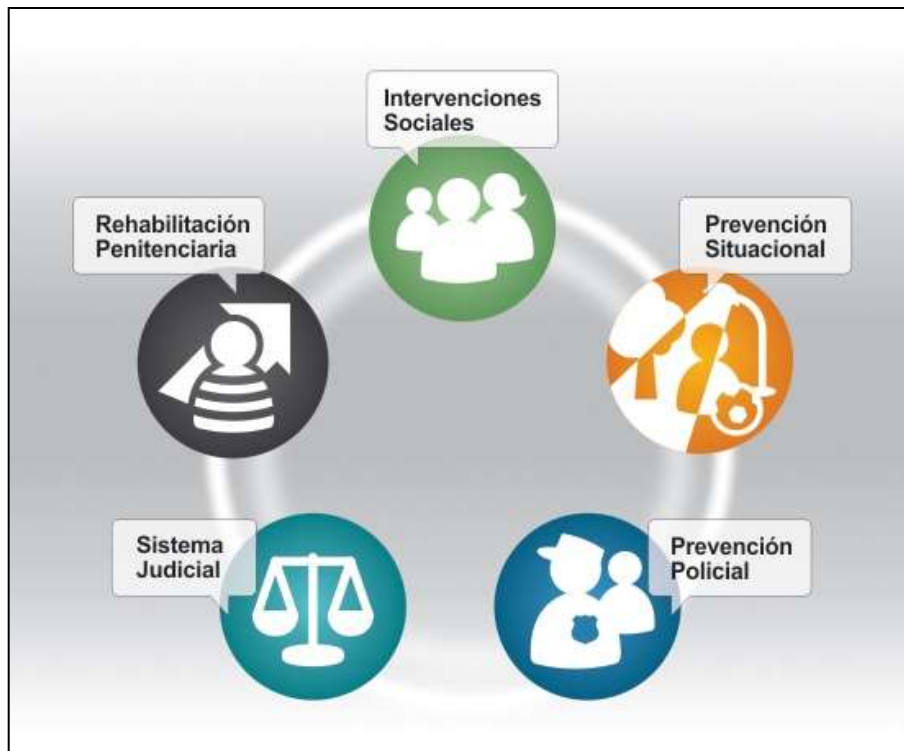 Intervenciones
Sociales
Rehabilitación
Penitenciaria
Prevención
Situacional
Sistema
Judicial
Prevención
Policial